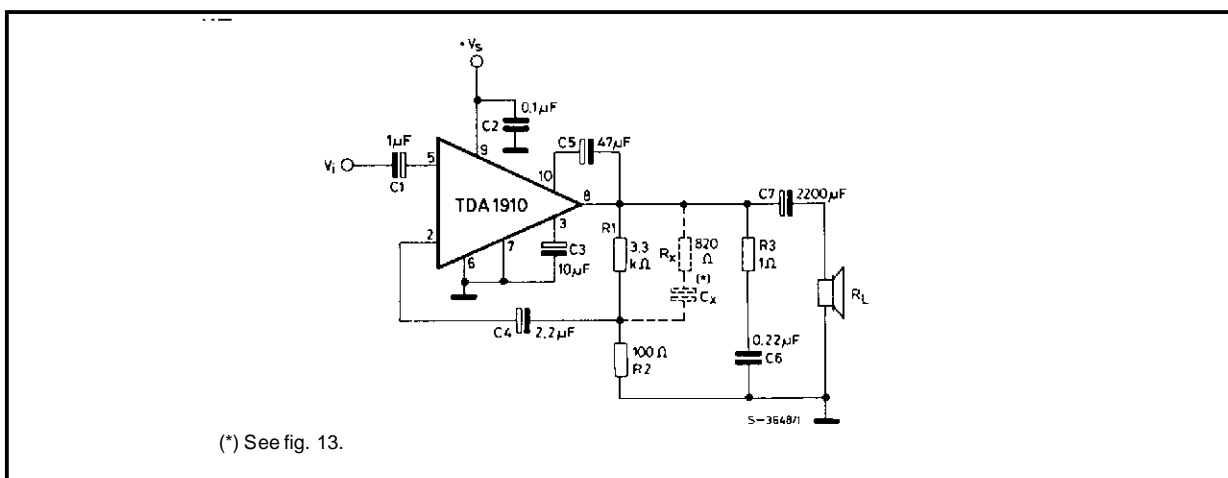 +Vs
0.1µF
C2
1µF
C5
47µF
Vi
5
9
10
C1
TDA1910
8
C7
2200µF
3
R1
2
7
C3
3.3
kΩ
Rx
820
Ω
R3
1Ω
6
10µF
(*)
Cx
RL
C4
2.2µF
100Ω
R2
0.22µF
C6
S-3648/1
(*) See fig. 13.